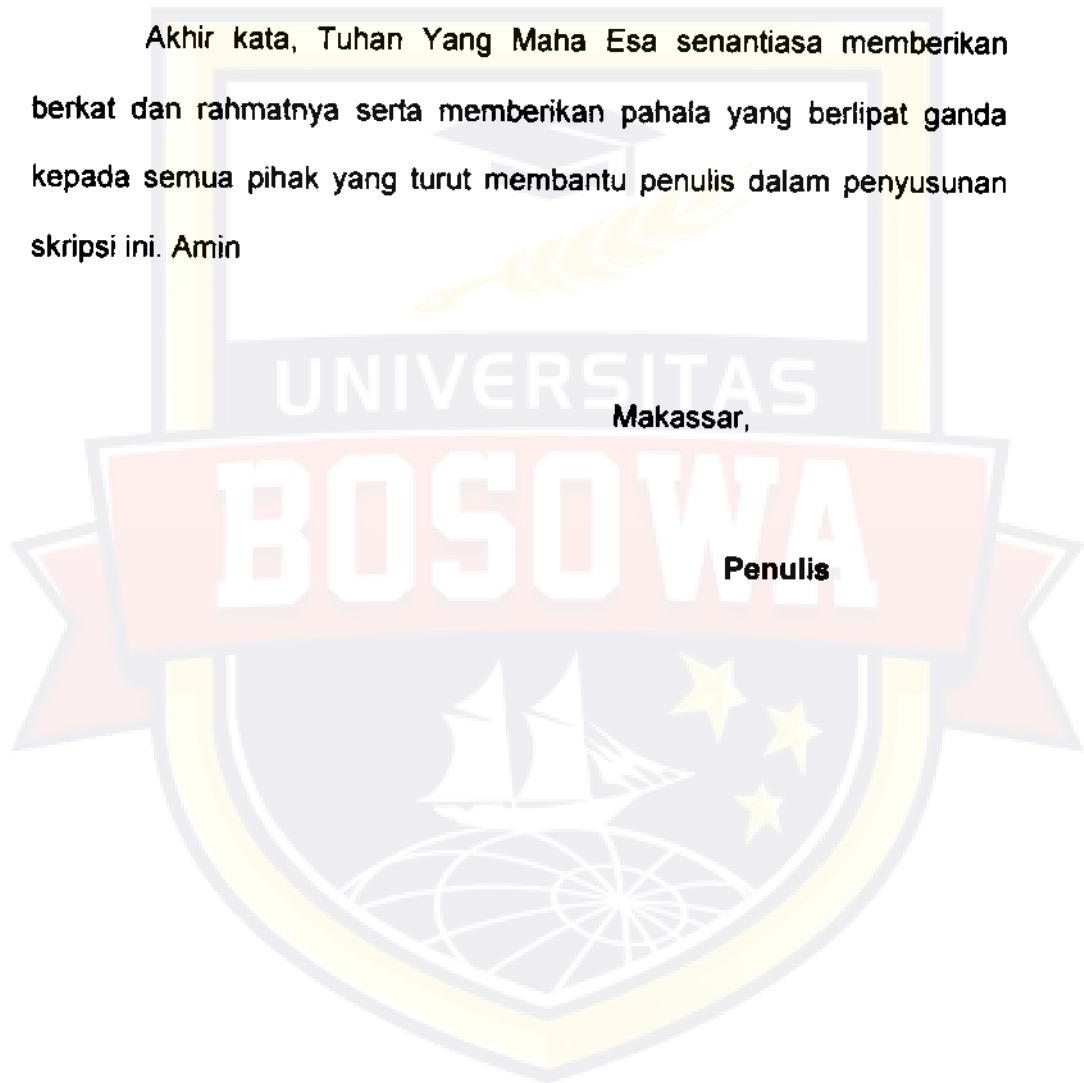 Akhir kata, Tuhan Yang Maha Esa senantiasa memberikan
berkat dan rahmatnya serta memberikan pahala yang berlipat ganda
kepada semua pihak yang turut membantu penulis dalam penyusunan
skripsi ini. Amin
UNIVERSITAS
Makassar,
BOSOWA
Penulis